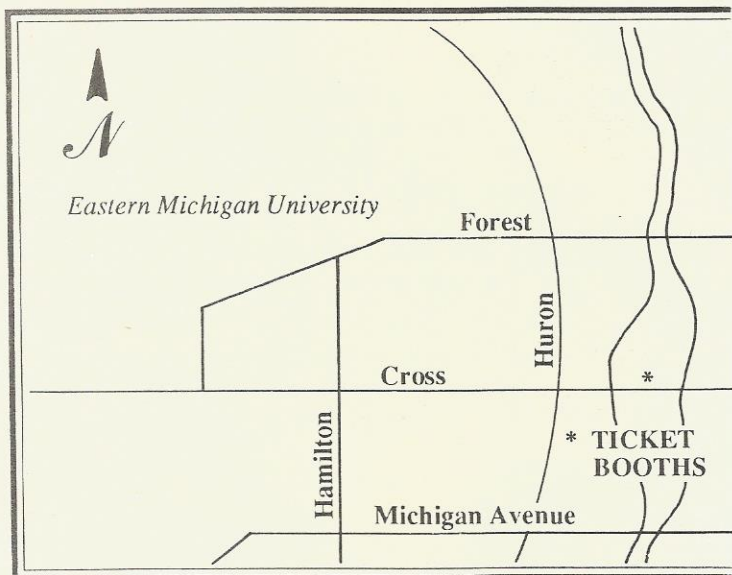 N
Eastern Michigan University
Forest
Huron
Cross
*
Hamilton
* TICKET
BOOTHS
Michigan Avenue